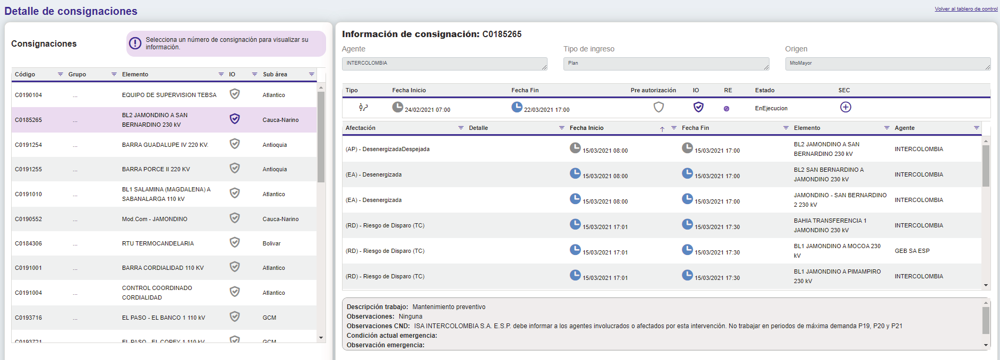 Detalle de consignaciones
Volver al tablero de control
Consignaciones
Selecciona un número de consignación para visualizar su
información.
Código Grupo Elemento IO Sub área
C0190104 ... EQUIPO DE SUPERVISION TEBSA Atlantico
C0185265 ... BL2 JAMONDINO A SAN
BERNARDINO 230 kV Cauca-Narino
C0191254 ... BARRA GUADALUPE IV 220 KV. Antioquia
C0191255 ... BARRA PORCE II 220 KV Antioquia
C0191010 ... BL1 SALAMINA (MAGDALENA) A
SABANALARGA 110 kV Atlantico
C0190552 ... Mod.Com - JAMONDINO Cauca-Narino
C0184306 ... RTU TERMOCANDELARIA Bolivar
C0191001 ... BARRA CORDIALIDAD 110 KV Atlantico
C0191004 ... CONTROL COORDINADO
CORDIALIDAD Atlantico
C0193716 ... EL PASO - EL BANCO 1 110 kV GCM
C0193721 ... EL PASO - EL COPEY 1 110 kV GCM
Información de consignación: C0185265
Agente Tipo de ingreso Origen
INTERCOLOMBIA Plan MtoMayor
Tipo Fecha Inicio Fecha Fin Pre autorización IO RE Estado SEC
24/02/2021 07:00 22/03/2021 17:00 EnEjecucion
Afectación Detalle Fecha Inicio Fecha Fin Elemento Agente
(AP) - DesenergizadaDespejada 15/03/2021 08:00 15/03/2021 17:00 BL2 JAMONDINO A SAN
BERNARDINO 230 kV INTERCOLOMBIA
(EA) - Desenergizada 15/03/2021 08:00 15/03/2021 17:00 BL2 SAN BERNARDINO A
JAMONDINO 230 kV INTERCOLOMBIA
(EA) - Desenergizada 15/03/2021 08:00 15/03/2021 17:00 JAMONDINO - SAN BERNARDINO
2 230 kV INTERCOLOMBIA
(RD) - Riesgo de Disparo (TC) 15/03/2021 17:01 15/03/2021 17:30 BAHIA TRANSFERENCIA 1
JAMONDINO 230 kV INTERCOLOMBIA
(RD) - Riesgo de Disparo (TC) 15/03/2021 17:01 15/03/2021 17:30 BL1 JAMONDINO A MOCOA 230
kV GEB SA ESP
(RD) - Riesgo de Disparo (TC) 15/03/2021 17:01 15/03/2021 17:30 BL1 JAMONDINO A PIMAMPIRO
230 kV INTERCOLOMBIA
Descripción trabajo: Mantenimiento preventivo
Observaciones: Ninguna
Observaciones CND: ISA INTERCOLOMBIA S.A. E.S.P. debe informar a los agentes involucrados o afectados por esta intervención. No trabajar en periodos de máxima demanda P19, P20 y P21
Condición actual emergencia:
Observación emergencia: